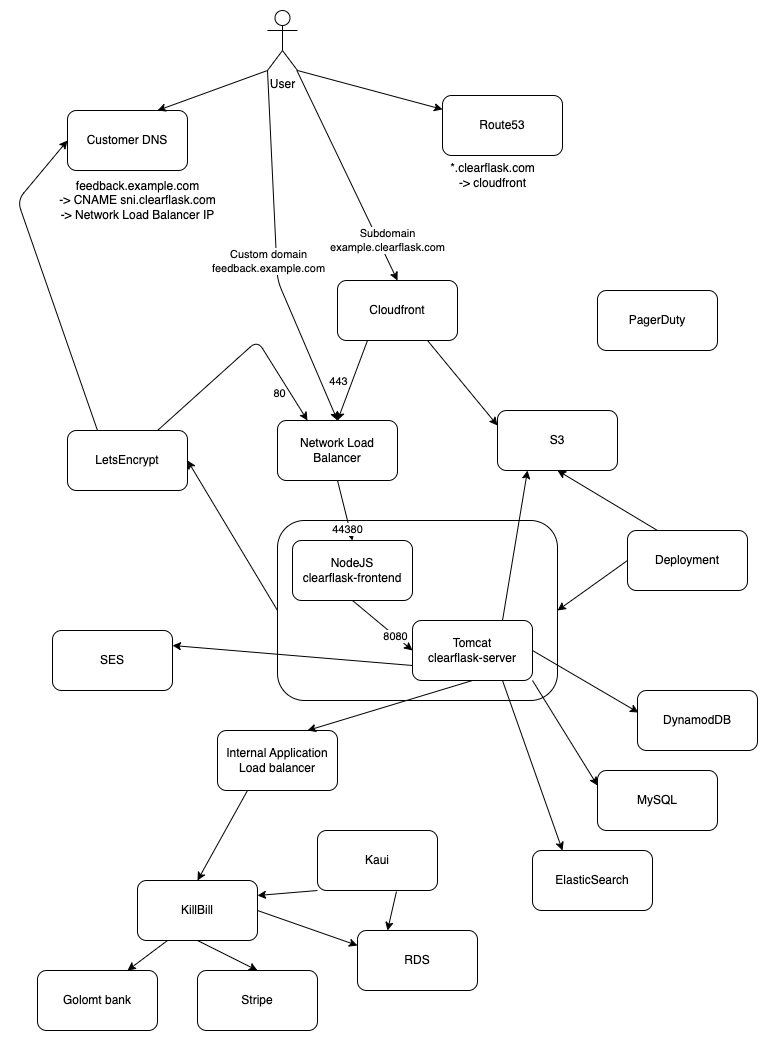 User
Customer DNS
Route53
feedback.example.com
-> CNAME sni.clearflask.com
-> Network Load Balancer IP
*.clearflask.com
-> cloudfront
Subdomain
example.clearflask.com
Custom domain
feedback.example.com
Cloudfront
PagerDuty
443
80
Network Load
Balancer
S3
LetsEncrypt
44380
NodeJS
clearflask-frontend
Deployment
8080
Tomcat
clearflask-server
SES
DynamodDB
Internal Application
Load balancer
MySQL
Kaui
ElasticSearch
KillBill
RDS
Golomt bank
Stripe